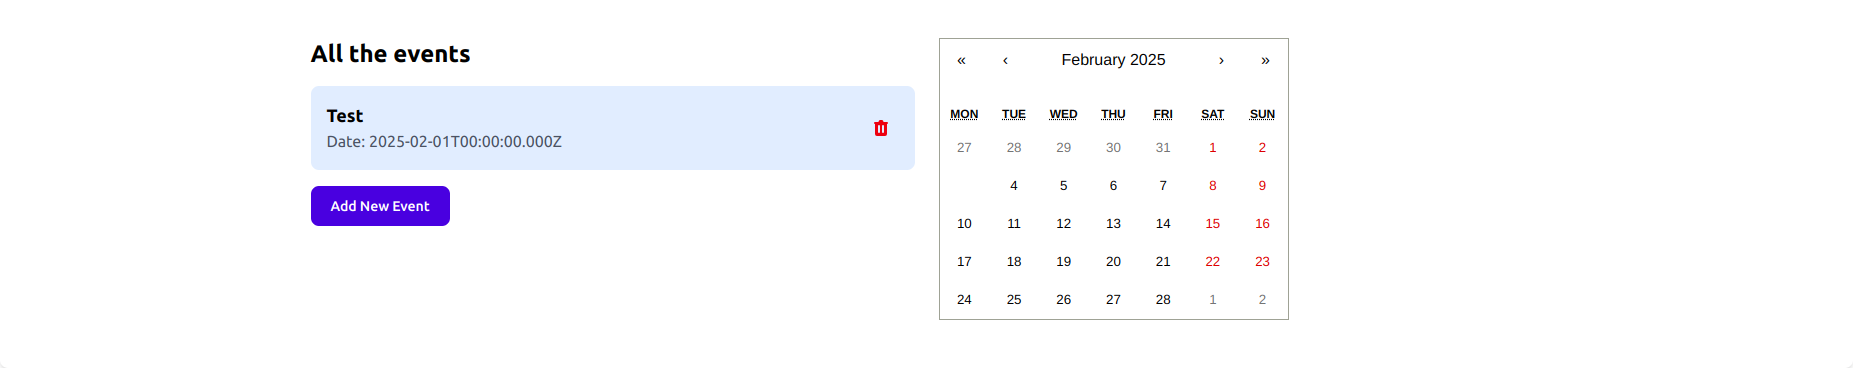 All the events
Test
Date: 2025-02-01T00:00:00.000Z
Add New Event
« ‹ February 2025 › »
MON TUE WED THU FRI SAT SUN
27 28 29 30 31 1 2
4 5 6 7 8 9
10 11 12 13 14 15 16
17 18 19 20 21 22 23
24 25 26 27 28 1 2